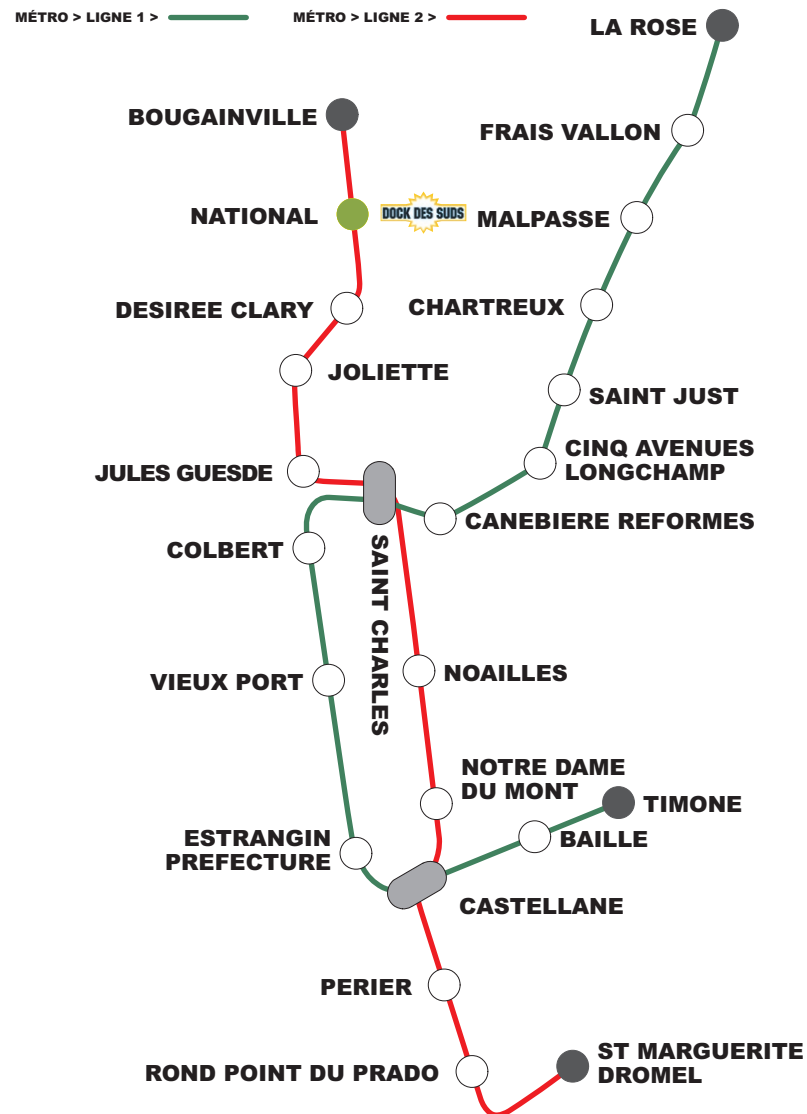 MÉTRO > LIGNE 1 >
MÉTRO > LIGNE 2 >
LA ROSE
BOUGAINVILLE
FRAIS VALLON
NATIONAL
DOCK DES SUDS
MALPASSE
DESIREE CLARY
CHARTREUX
JOLIETTE
SAINT JUST
JULES GUESDE
CINQ AVENUES
LONGCHAMP
CANEBIERE REFORMES
COLBERT
SAINT CHARLES
VIEUX PORT
NOAILLES
NOTRE DAME
DU MONT
TIMONE
ESTRANGIN
PREFECTURE
BAILLE
CASTELLANE
PERIER
ROND POINT DU PRADO
ST MARGUERITE
DROMEL